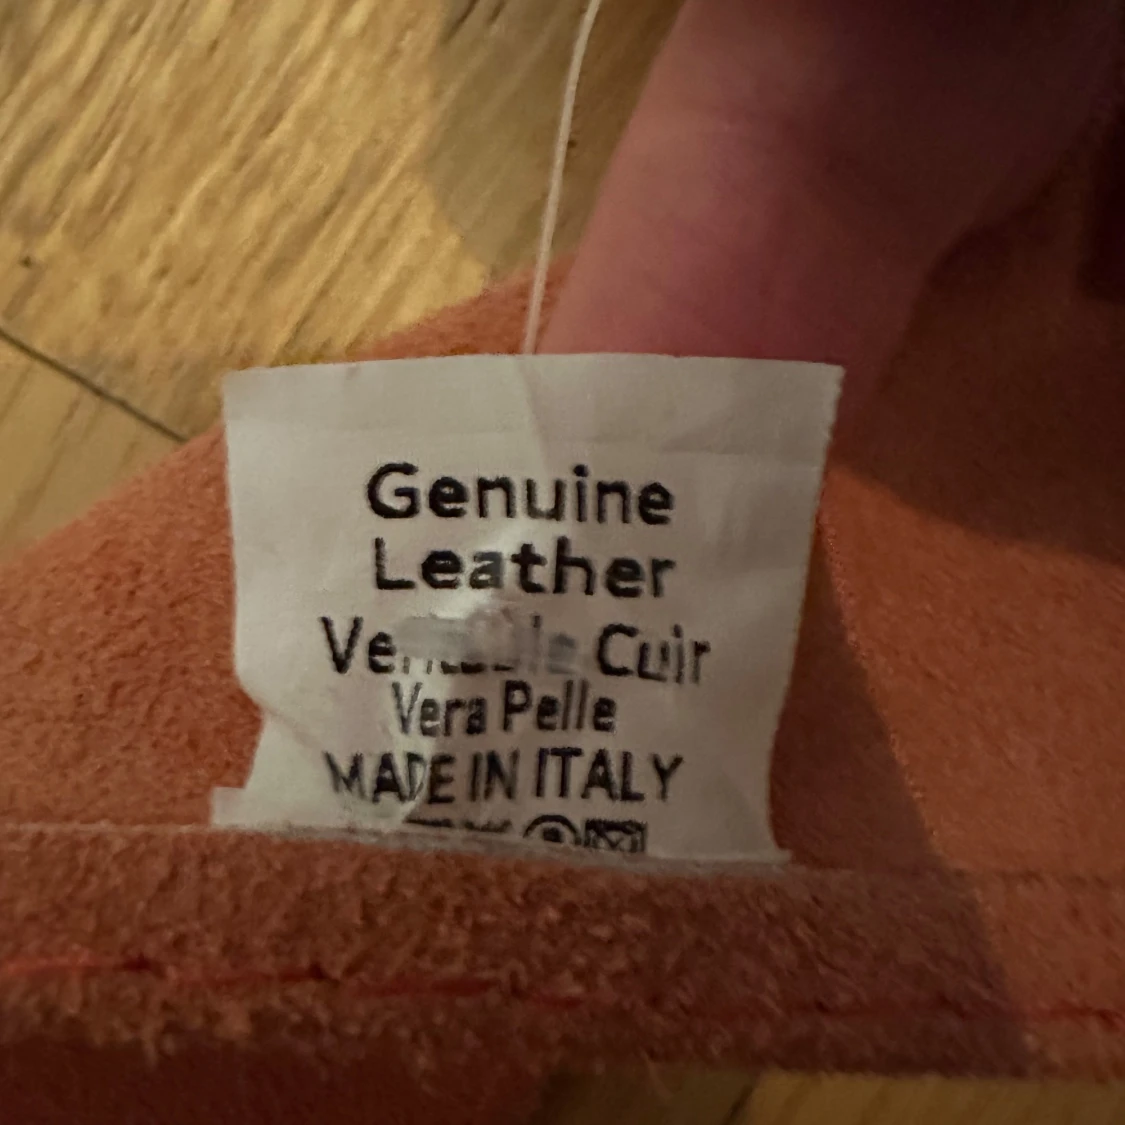 Genuine
Leather
Cuir
Vera Pelle
MADE IN ITALY